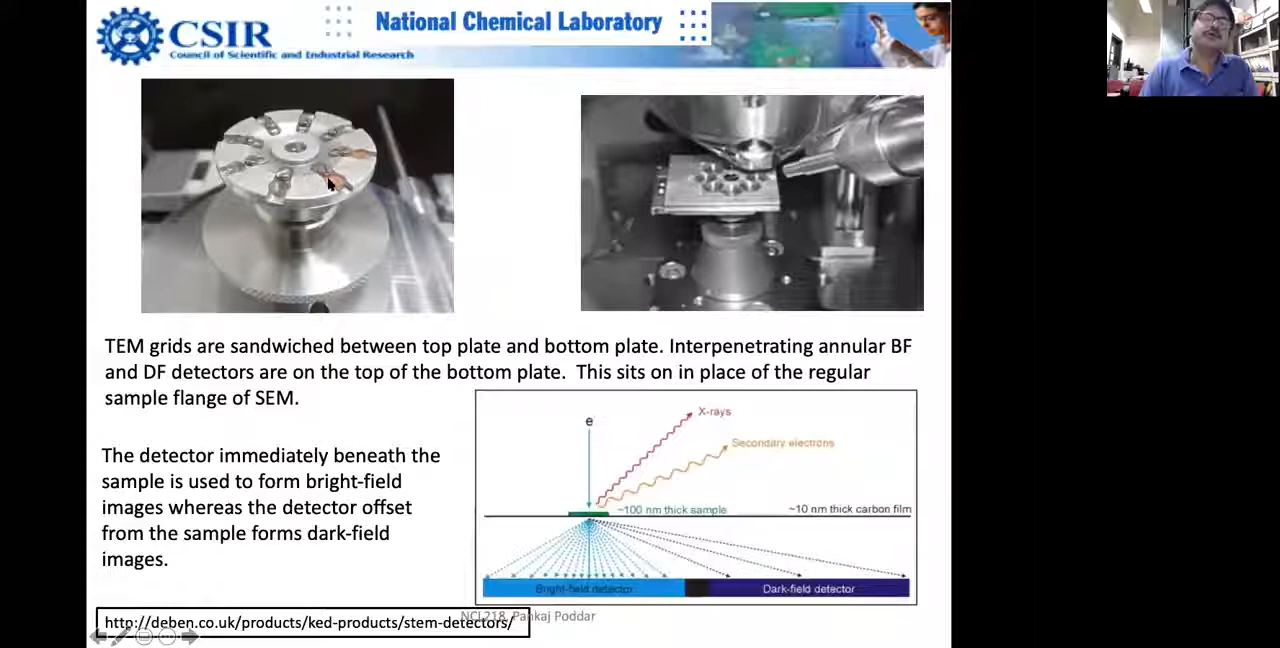 CSIR
Council of Scientific and Industrial Research
National Chemical Laboratory
TEM grids are sandwiched between top plate and bottom plate. Interpenetrating annular BF
and DF detectors are on the top of the bottom plate. This sits on in place of the regular
sample flange of SEM.
The detector immediately beneath the
sample is used to form bright-field
images whereas the detector offset
from the sample forms dark-field
images.
e
X-rays
Secondary electrons
~100 nm thick sample
~10 nm thick carbon film
Bright-field detector
Dark-field detector
NCL218, Pankaj Poddar
http://deben.co.uk/products/ked-products/stem-detectors/